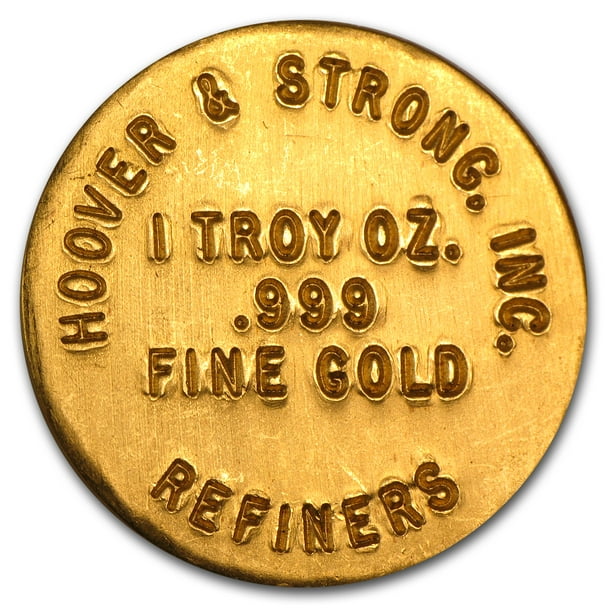 HOOVER & STRONG, INC.
1 TROY OZ.
.999
FINE GOLD
REFINERS